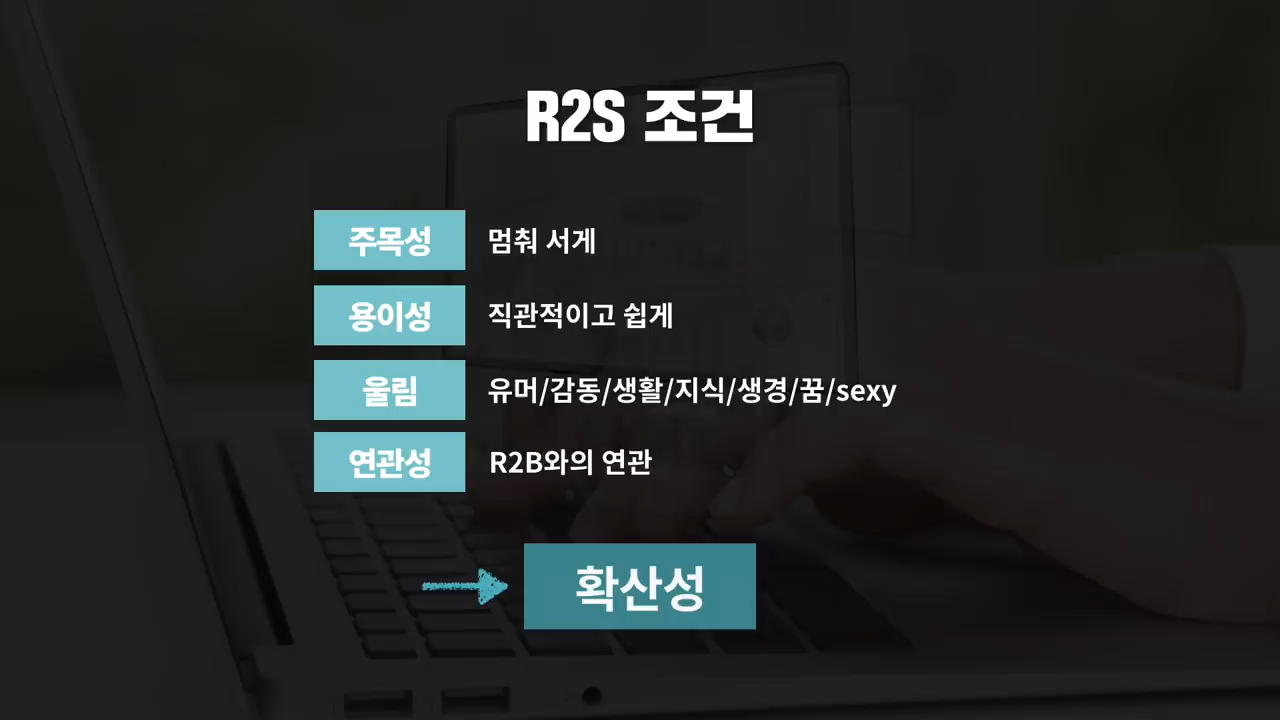 R2S 조건
주목성 멈춰 서게
용이성 직관적이고 쉽게
울림 유머/감동/생활/지식/생경/꿈/sexy
연관성 R2B와의 연관
확산성